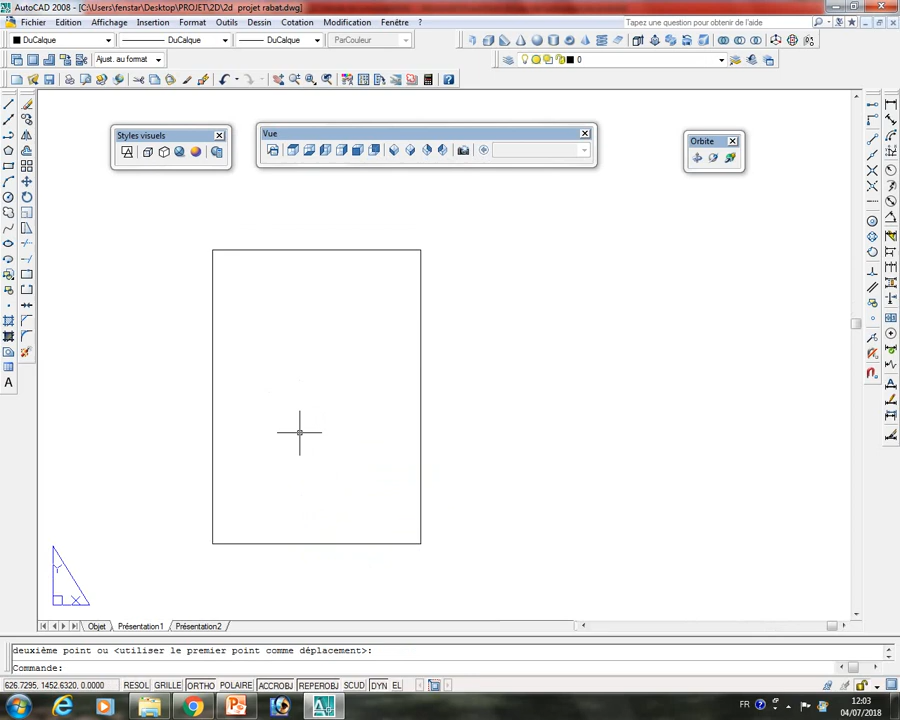 AutoCAD 2008 - [C:\Users\fenstar\Desktop\PROJET\2D\2d projet rabat.dwg]
Fichier Edition Affichage Insertion Format Outils Dessin Cotation Modification Fenêtre ?
Tapez une question pour obtenir de l'aide
DuCalque DuCalque DuCalque ParCouleur
Ajust. au format 0
Styles visuels
Vue
Orbite
A
Y
X
Objet Présentation1 Présentation2
deuxième point ou <utiliser le premier point comme déplacement>:
Commande:
626.7295, 1452.6320, 0.0000 RESOL GRILLE ORTHO POLAIRE ACCROBJ REPEROBJ SCUD DYN EL
FR 12:03
04/07/2018